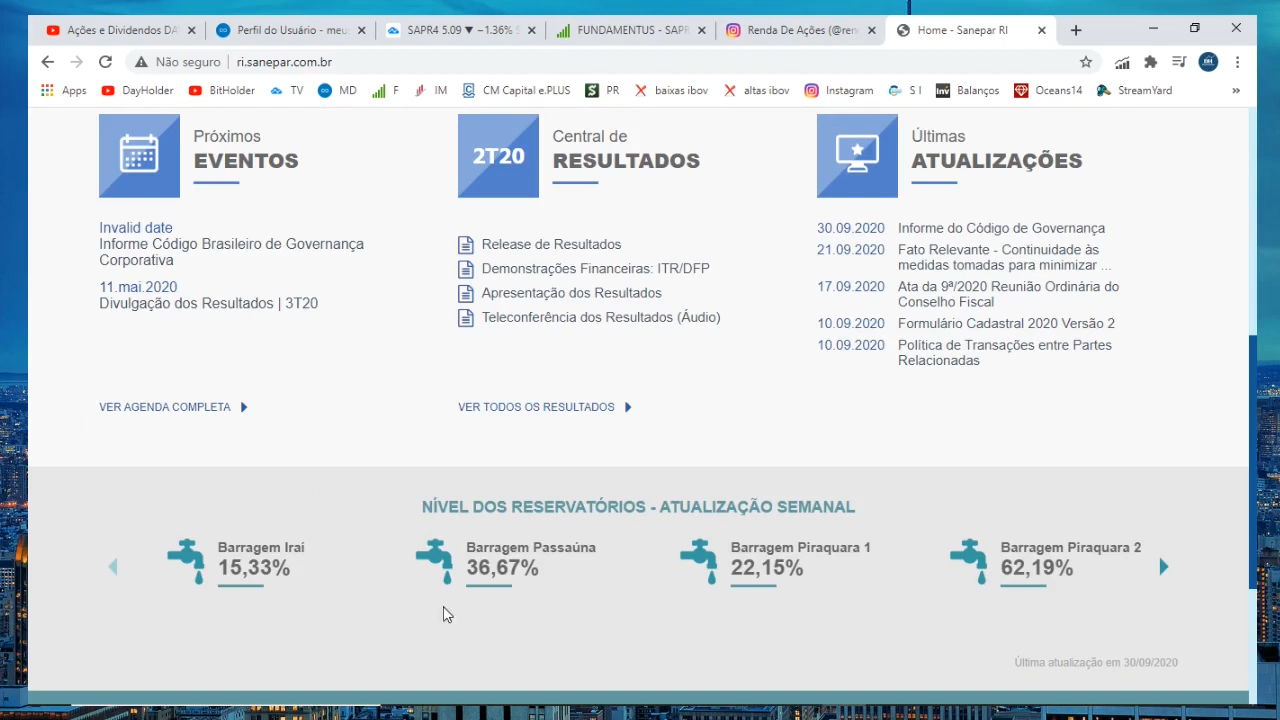 Ações e Dividendos DA
Perfil do Usuário - meu
SAPR4 5.09 ▼ −1.36%
FUNDAMENTUS - SAPR
Renda De Ações (@ren
Home - Sanepar RI
Não seguro | ri.sanepar.com.br
Apps
DayHolder
BitHolder
TV
MD
F
IM
CM Capital e.PLUS
PR
baixas ibov
altas ibov
Instagram
S I
Balanços
Oceans14
StreamYard
»
Próximos
EVENTOS
Invalid date
Informe Código Brasileiro de Governança
Corporativa
11.mai.2020
Divulgação dos Resultados | 3T20
VER AGENDA COMPLETA
2T20
Central de
RESULTADOS
Release de Resultados
Demonstrações Financeiras: ITR/DFP
Apresentação dos Resultados
Teleconferência dos Resultados (Áudio)
VER TODOS OS RESULTADOS
Últimas
ATUALIZAÇÕES
30.09.2020 Informe do Código de Governança
21.09.2020 Fato Relevante - Continuidade às
medidas tomadas para minimizar ...
17.09.2020 Ata da 9ª/2020 Reunião Ordinária do
Conselho Fiscal
10.09.2020 Formulário Cadastral 2020 Versão 2
10.09.2020 Política de Transações entre Partes
Relacionadas
NÍVEL DOS RESERVATÓRIOS - ATUALIZAÇÃO SEMANAL
Barragem Irai
15,33%
Barragem Passaúna
36,67%
Barragem Piraquara 1
22,15%
Barragem Piraquara 2
62,19%
Última atualização em 30/09/2020